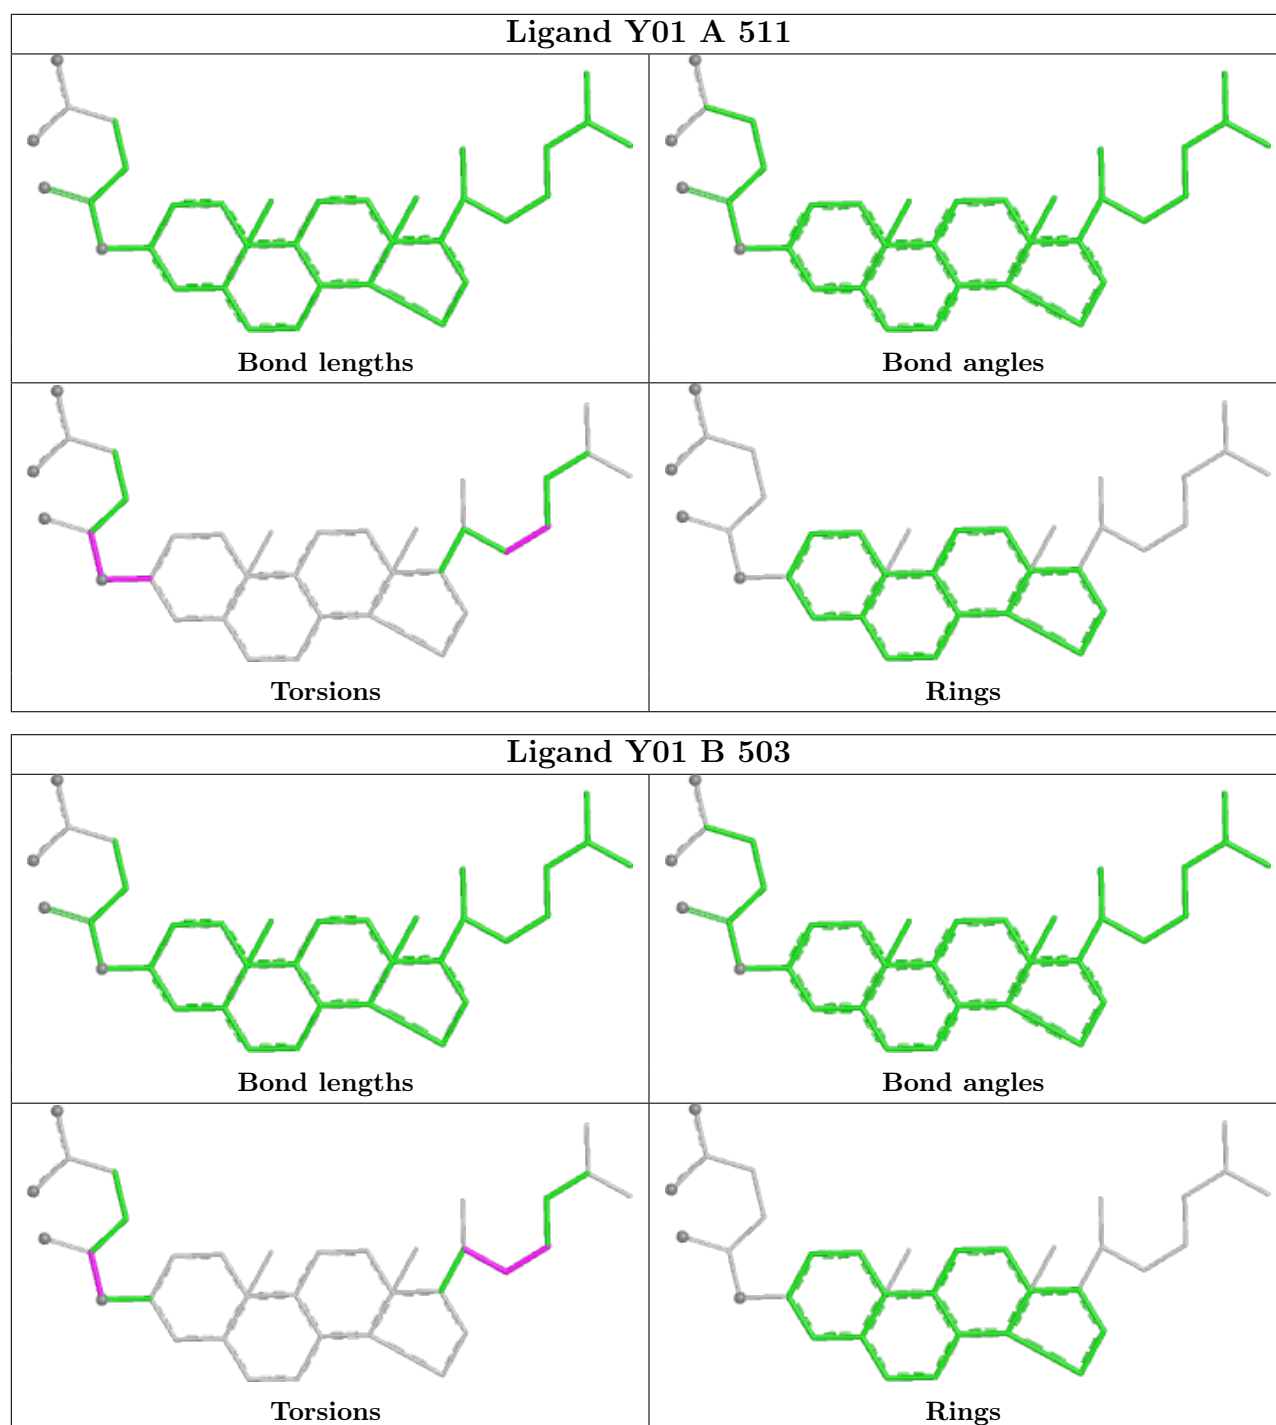 Ligand Y01 A 511
Bond lengths
Bond angles
Torsions
Rings
Ligand Y01 B 503
Bond lengths
Bond angles
Torsions
Rings